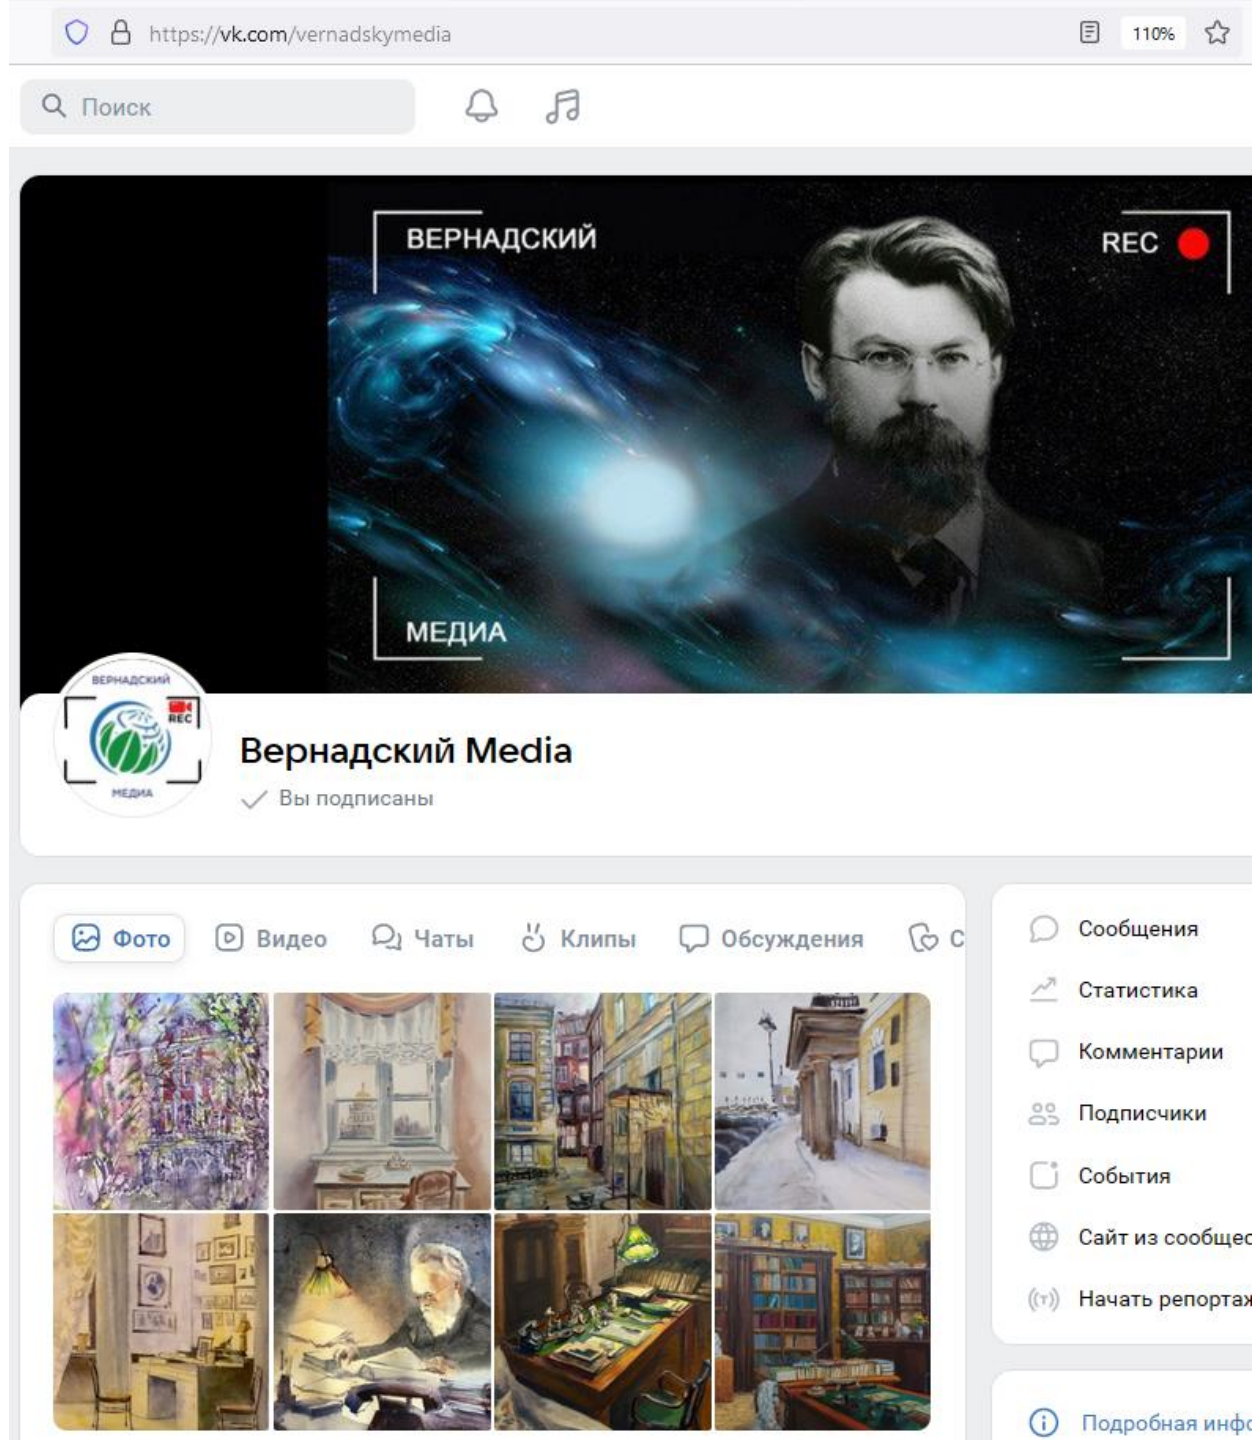 https://vk.com/vernadskymedia
110%
Поиск
ВЕРНАДСКИЙ
REC
МЕДИА
ВЕРНАДСКИЙ
REC
МЕДИА
Вернадский Media
Вы подписаны
Фото Видео Чаты Клипы Обсуждения С
Сообщения
Статистика
Комментарии
Подписчики
События
Сайт из сообщес
Начать репортаж
Подробная инфо